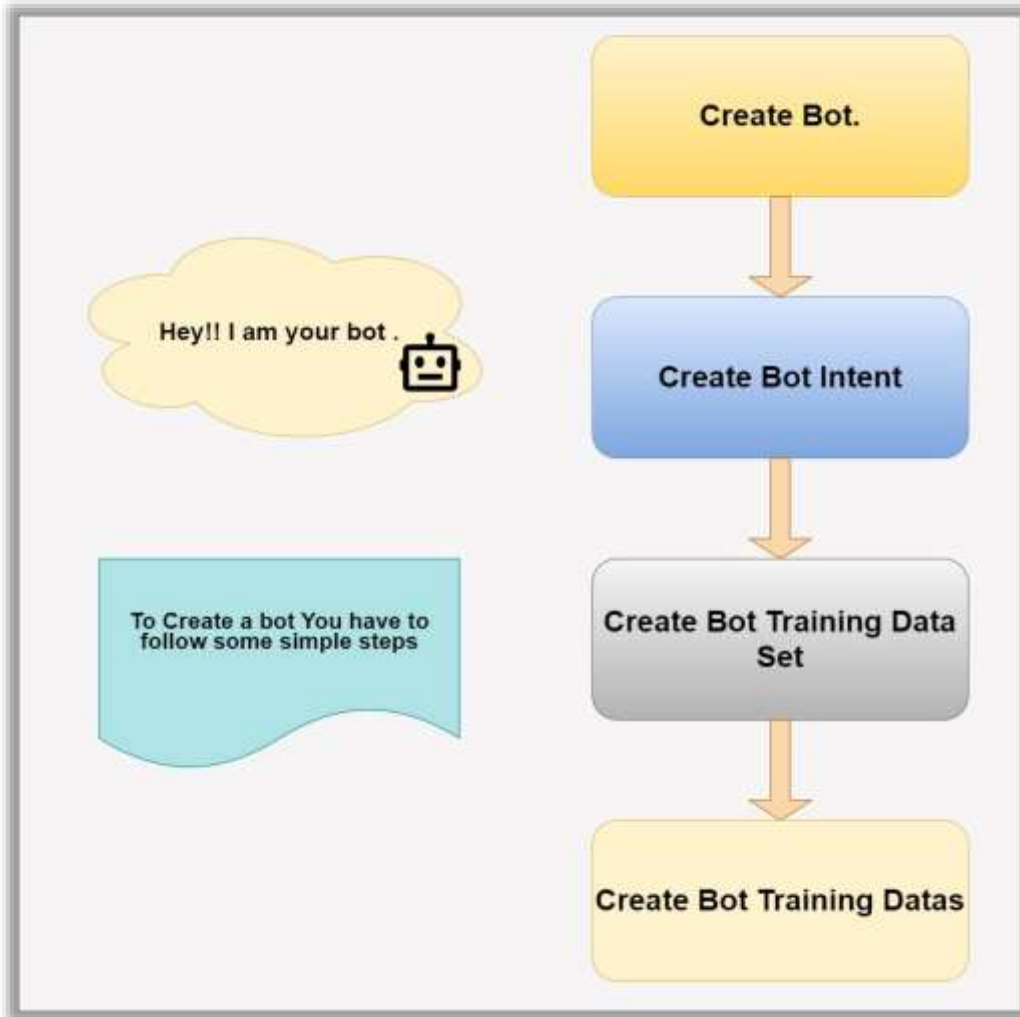 Create Bot.
Hey!! I am your bot .
Create Bot Intent
To Create a bot You have to
follow some simple steps
Create Bot Training Data
Set
Create Bot Training Datas